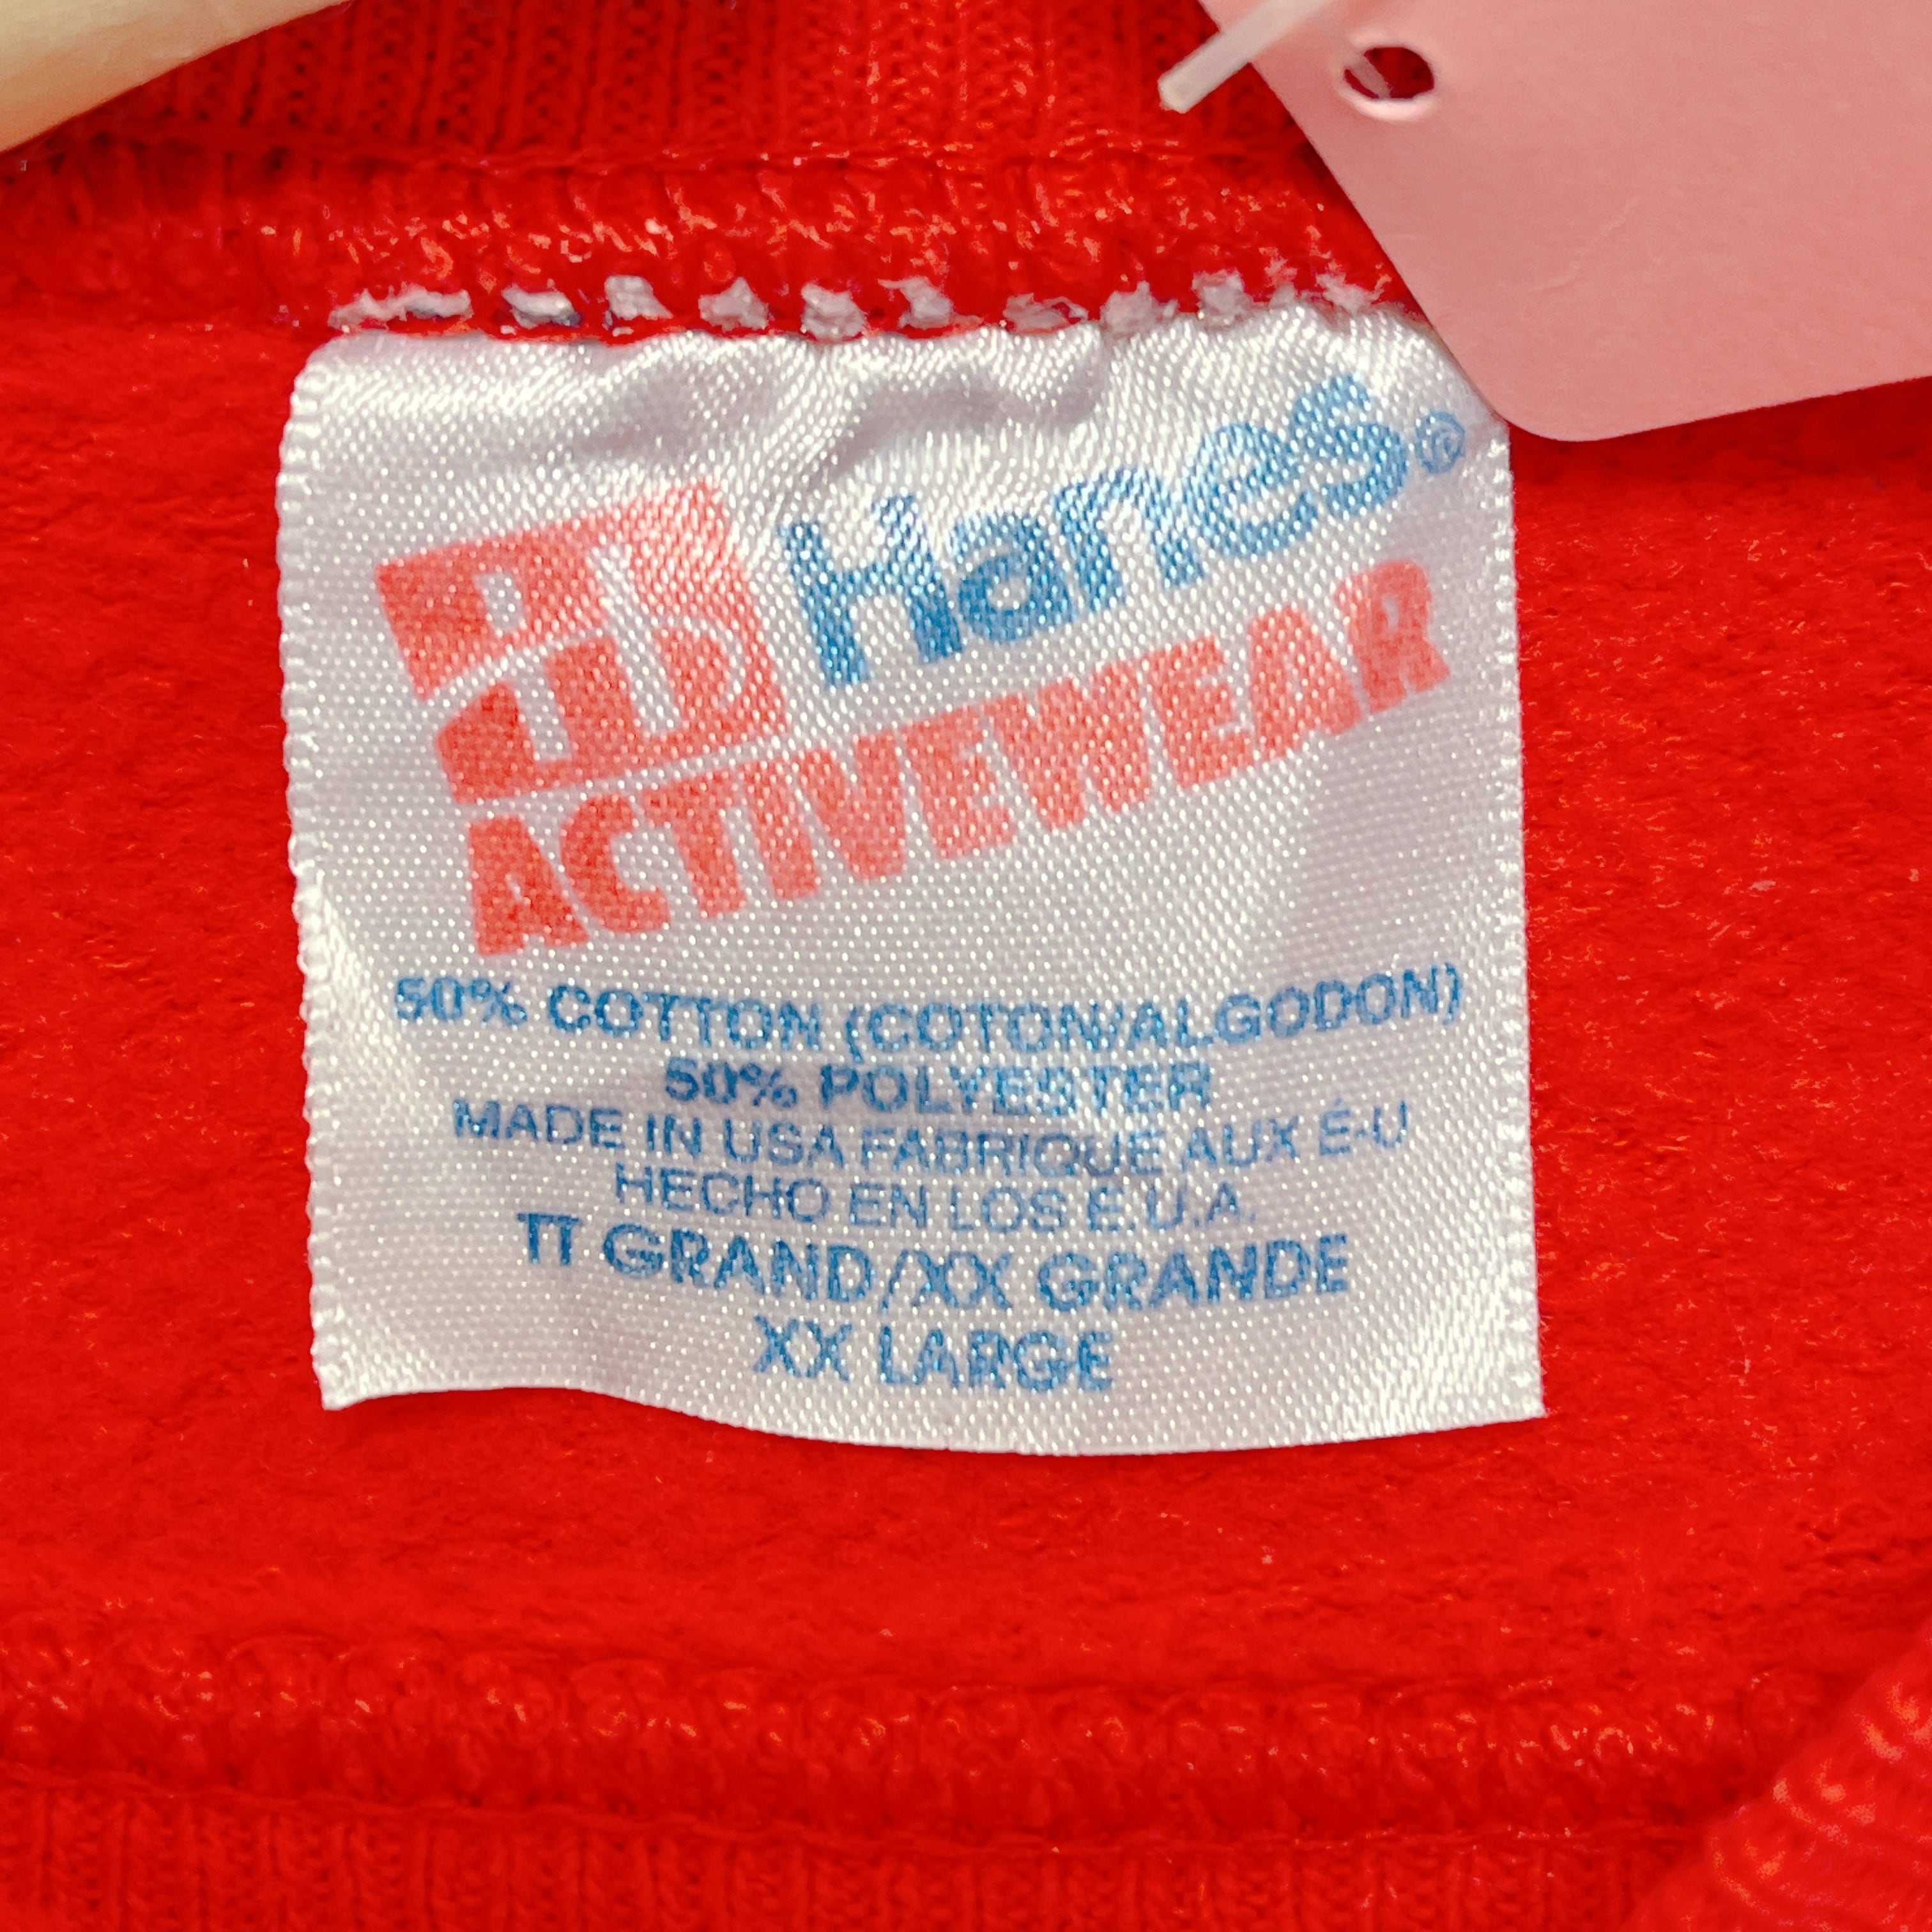 Hanes®
ACTIVEWEAR
50% COTTON (COTON/ALGODON)
50% POLYESTER
MADE IN USA FABRIQUE AUX É-U
HECHO EN LOS E.U.A.
TT GRAND/XX GRANDE
XX LARGE